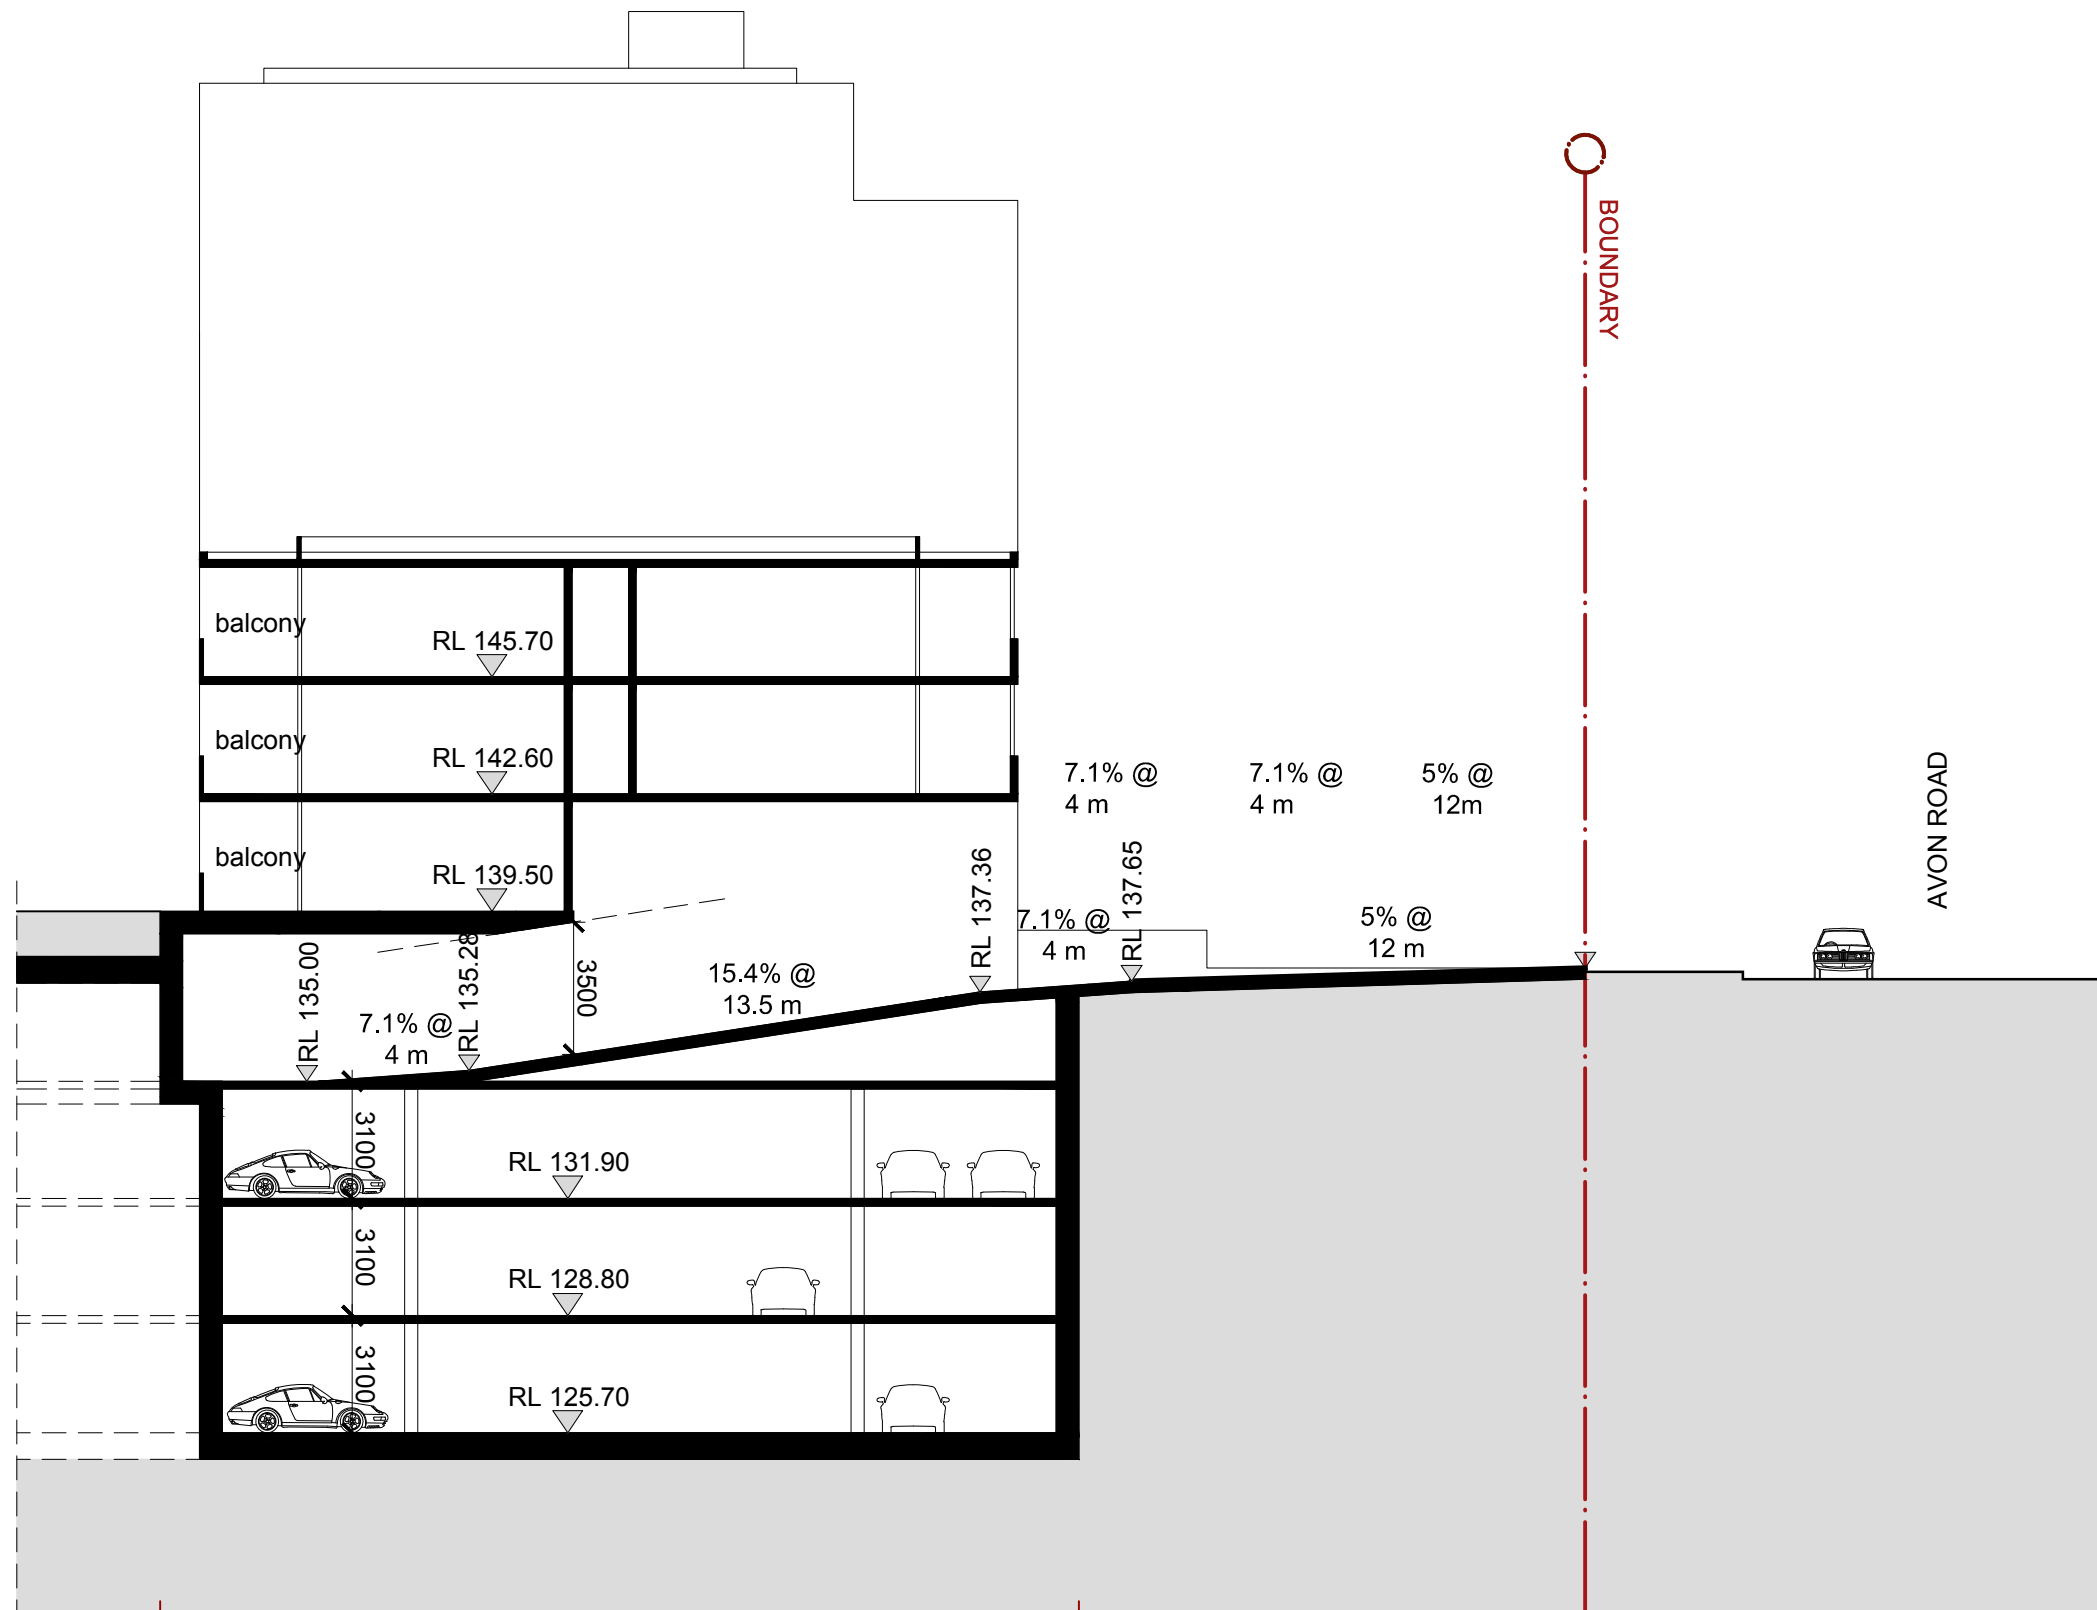 BOUNDARY
balcony
RL 145.70
balcony
RL 142.60
7.1% @
4 m
7.1% @
4 m
5% @
12m
AVON ROAD
balcony
RL 139.50
RL 137.36
RL 137.65
7.1% @
4 m
5% @
12 m
RL 135.00
RL 135.28
3500
15.4% @
13.5 m
7.1% @
4 m
3100
RL 131.90
3100
RL 128.80
3100
RL 125.70